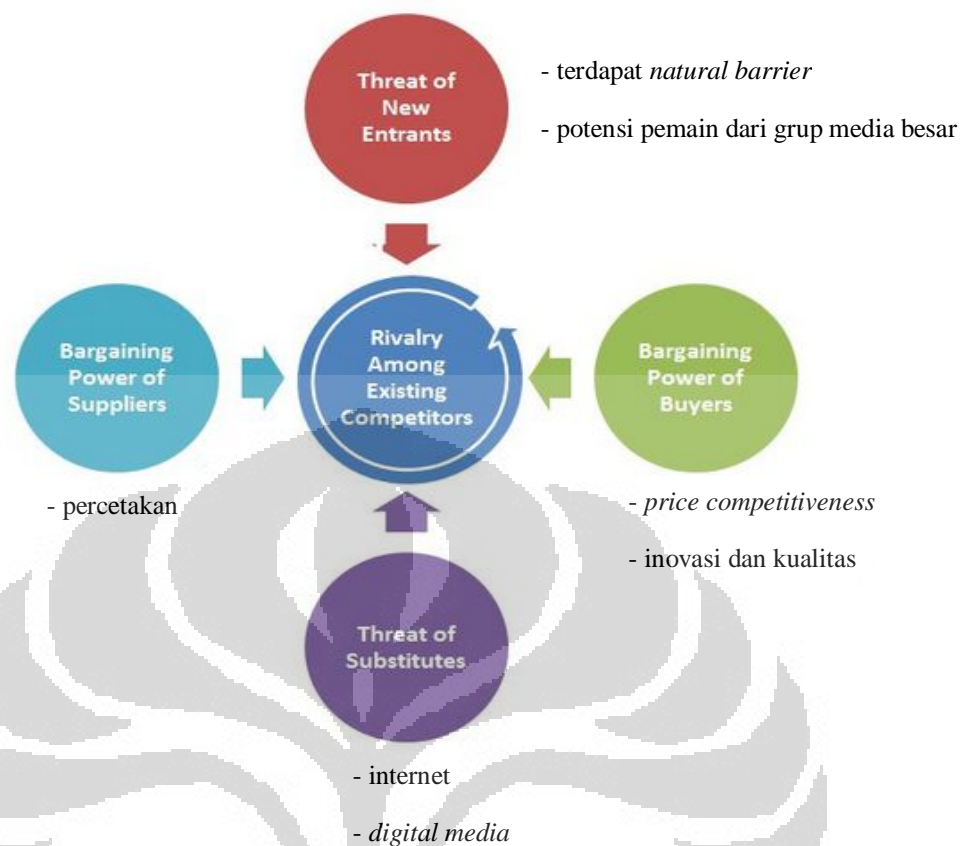 Threat of
New
Entrants
- terdapat natural barrier
- potensi pemain dari grup media besar
Bargaining
Power of
Suppliers
Rivalry
Among
Existing
Competitors
Bargaining
Power of
Buyers
- percetakan
- price competitiveness
- inovasi dan kualitas
Threat of
Substitutes
- internet
- digital media